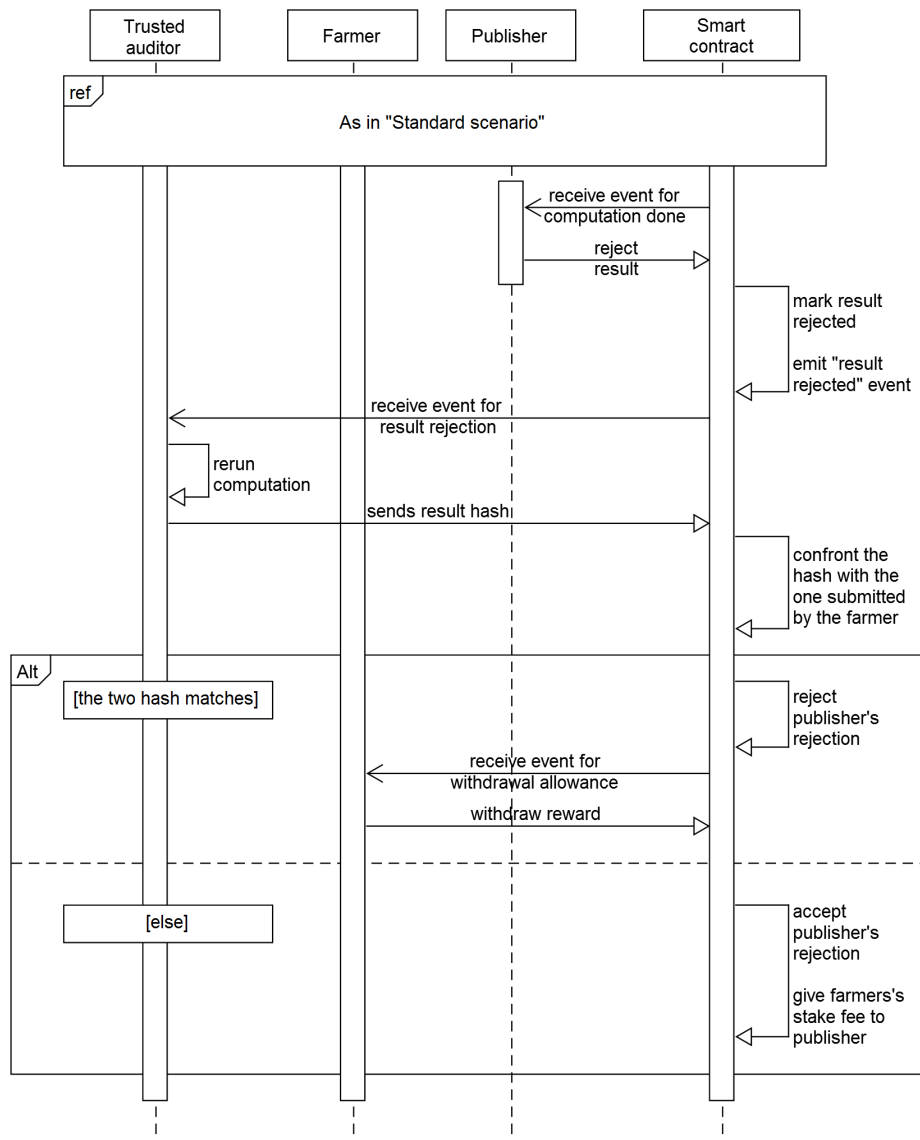 Trusted
auditor
Farmer
Publisher
Smart
contract
ref
As in "Standard scenario"
receive event for
computation done
reject
result
mark result
rejected
emit "result
rejected" event
receive event for
result rejection
rerun
computation
sends result hash
confront the
hash with the
one submitted
by the farmer
Alt
[the two hash matches]
reject
publisher's
rejection
receive event for
withdrawal allowance
withdraw reward
[else]
accept
publisher's
rejection
give farmers's
stake fee to
publisher